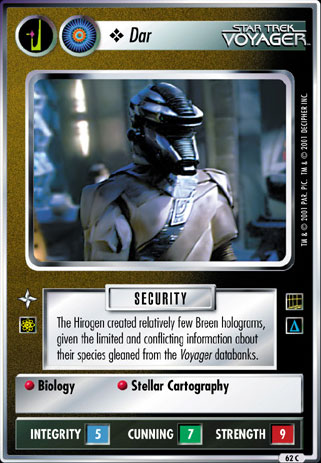 ❖ Dar
STAR TREK
VOYAGER™
TM & © 2001 PAR. PIC. TM & © 2001 DECIPHER INC.
SECURITY
The Hirogen created relatively few Breen holograms,
given the limited and conflicting information about
their species gleaned from the Voyager databanks.
Biology
Stellar Cartography
INTEGRITY 5 CUNNING 7 STRENGTH 9
62 C